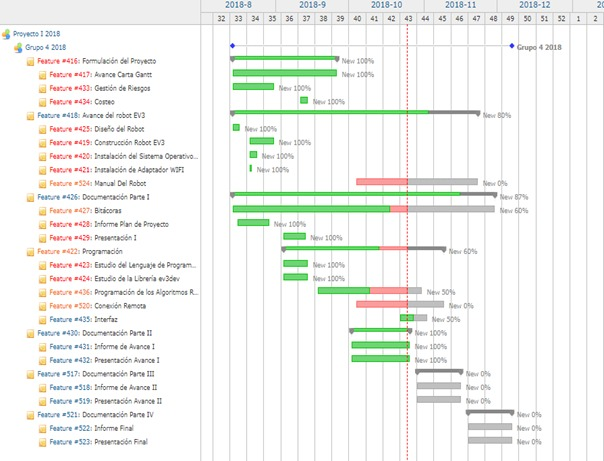 2018-8 2018-9 2018-10 2018-11 2018-12 20
32 33 34 35 36 37 38 39 40 41 42 43 44 45 46 47 48 49 50 51 52 1 2
Proyecto I 2018
Grupo 4 2018 Grupo 4 2018
Feature #416: Formulación del Proyecto New 100%
Feature #417: Avance Carta Gantt New 100%
Feature #433: Gestión de Riesgos New 100%
Feature #434: Costeo New 100%
Feature #418: Avance del robot EV3 New 80%
Feature #425: Diseño del Robot New 100%
Feature #419: Construcción Robot EV3 New 100%
Feature #420: Instalación del Sistema Operativo... New 100%
Feature #421: Instalación de Adaptador WIFI New 100%
Feature #524: Manual Del Robot New 0%
Feature #426: Documentación Parte I New 87%
Feature #427: Bitácoras New 60%
Feature #428: Informe Plan de Proyecto New 100%
Feature #429: Presentación I New 100%
Feature #422: Programación New 60%
Feature #423: Estudio del Lenguaje de Program... New 100%
Feature #424: Estudio de la Librería ev3dev New 100%
Feature #436: Programación de los Algoritmos R... New 50%
Feature #520: Conexión Remota New 0%
Feature #435: Interfaz New 50%
Feature #430: Documentación Parte II New 100%
Feature #431: Informe de Avance I New 100%
Feature #432: Presentación Avance I New 100%
Feature #517: Documentación Parte III New 0%
Feature #518: Informe de Avance II New 0%
Feature #519: Presentación Avance II New 0%
Feature #521: Documentación Parte IV New 0%
Feature #522: Informe Final New 0%
Feature #523: Presentación Final New 0%